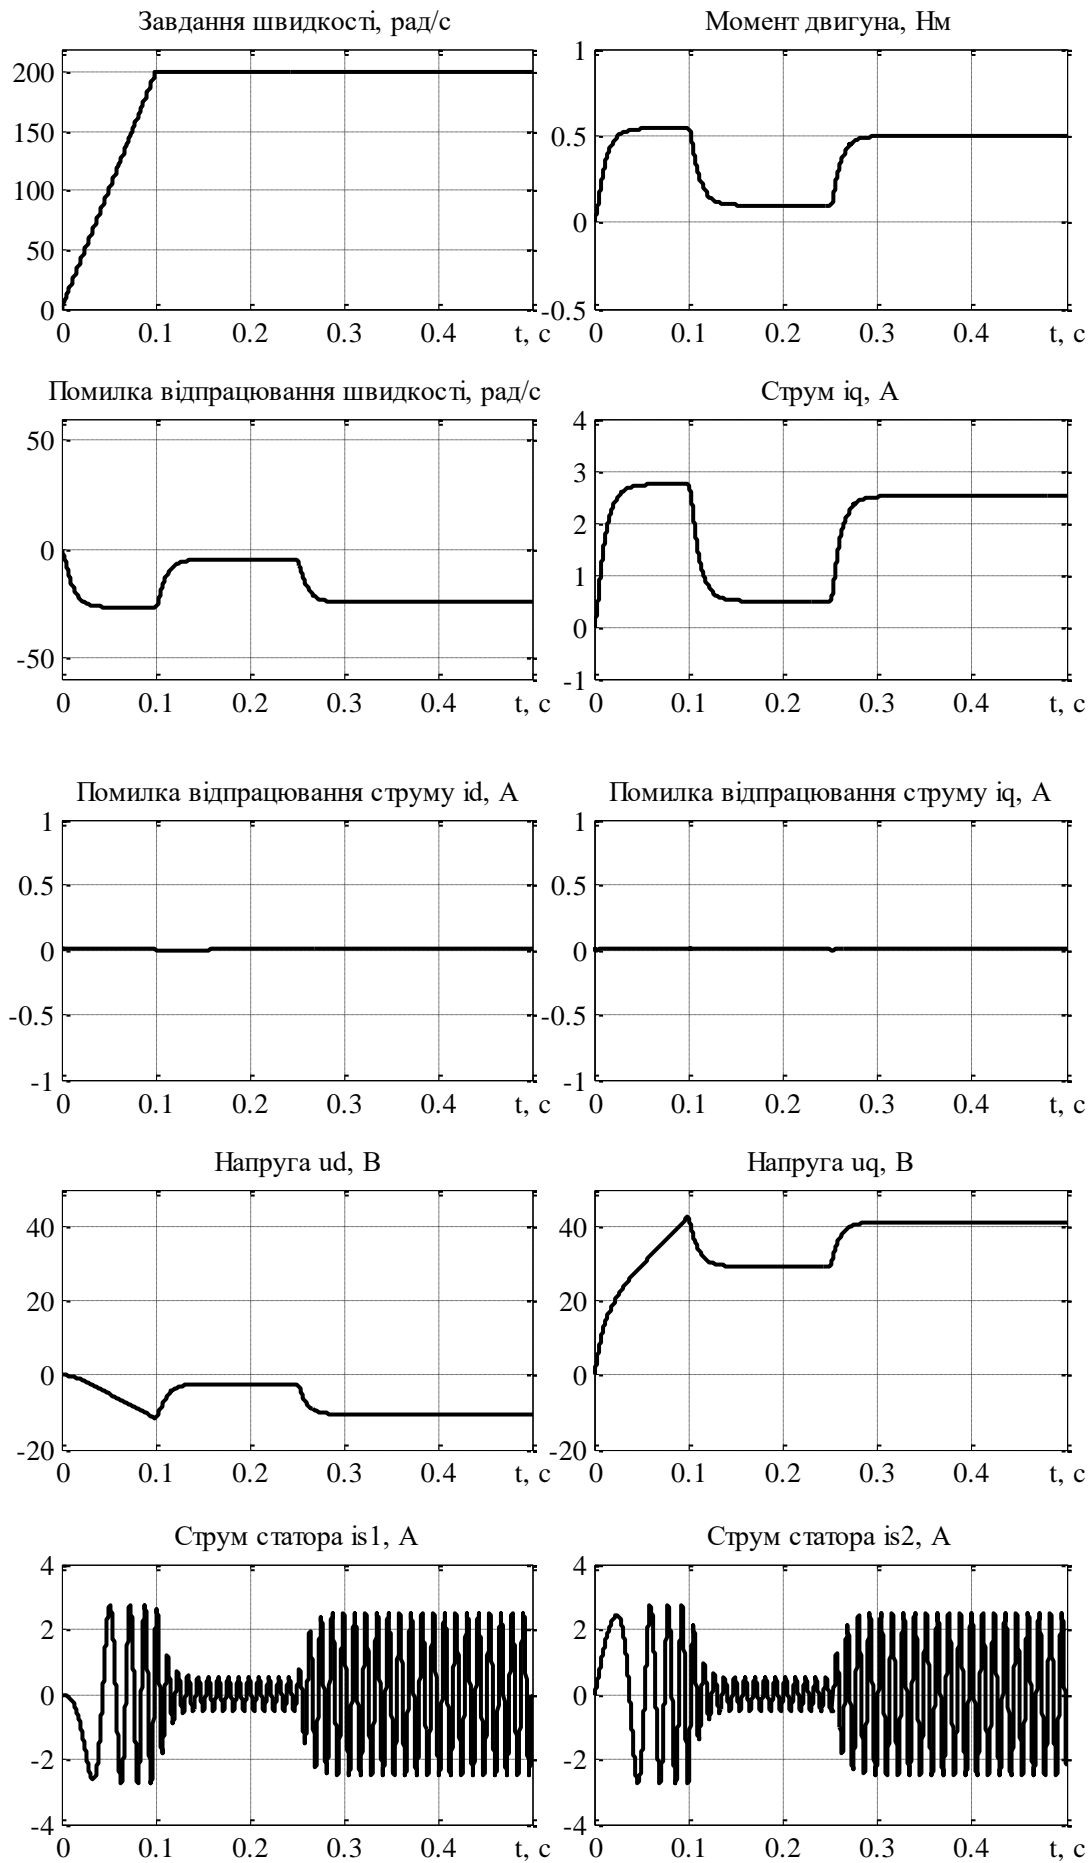 Завдання швидкості, рад/с
200
150
100
50
0
0 0.1 0.2 0.3 0.4 t, c
Момент двигуна, Нм
1
0.5
0
-0.5
0 0.1 0.2 0.3 0.4 t, c
Помилка відпрацювання швидкості, рад/с
50
0
-50
0 0.1 0.2 0.3 0.4 t, c
Струм iq, А
4
3
2
1
0
-1
0 0.1 0.2 0.3 0.4 t, c
Помилка відпрацювання струму id, А
1
0.5
0
-0.5
-1
0 0.1 0.2 0.3 0.4 t, c
Помилка відпрацювання струму iq, А
1
0.5
0
-0.5
-1
0 0.1 0.2 0.3 0.4 t, c
Напруга ud, В
40
20
0
-20
0 0.1 0.2 0.3 0.4 t, c
Напруга uq, В
40
20
0
-20
0 0.1 0.2 0.3 0.4 t, c
Струм статора is1, А
4
2
0
-2
-4
0 0.1 0.2 0.3 0.4 t, c
Струм статора is2, А
4
2
0
-2
-4
0 0.1 0.2 0.3 0.4 t, c